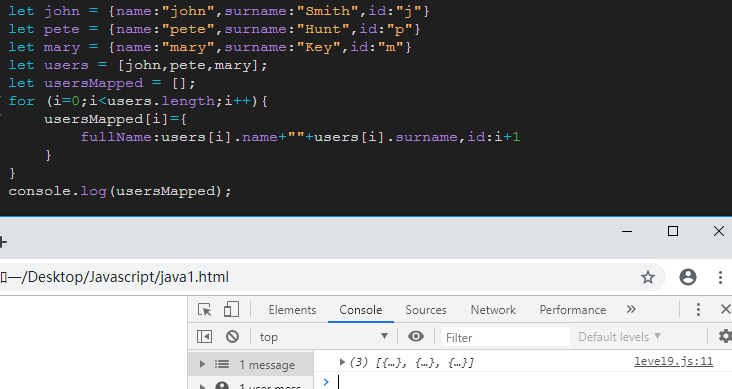 let john = {name:"john",surname:"Smith",id:"j"}
let pete = {name:"pete",surname:"Hunt",id:"p"}
let mary = {name:"mary",surname:"Key",id:"m"}
let users = [john,pete,mary];
let usersMapped = [];
for (i=0;i<users.length;i++){
    usersMapped[i]={
        fullName:users[i].name+""+users[i].surname,id:i+1
    }
}
console.log(usersMapped);
/Desktop/Javascript/java1.html
Elements Console Sources Network Performance »
top Filter Default levels
1 message (3) [{…}, {…}, {…}] level9.js:11
1 user mess >